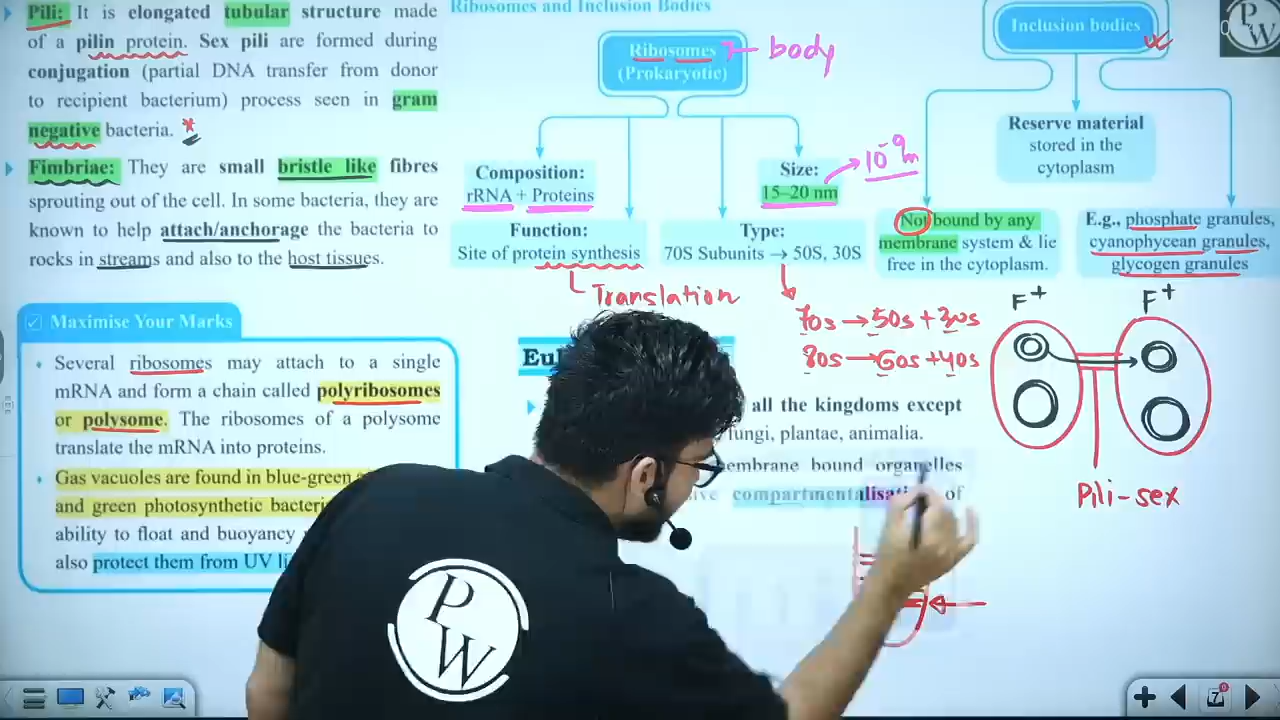 Pili: It is elongated tubular structure made
of a pilin protein. Sex pili are formed during
conjugation (partial DNA transfer from donor
to recipient bacterium) process seen in gram
negative bacteria.
Fimbriae: They are small bristle like fibres
sprouting out of the cell. In some bacteria, they are
known to help attach/anchorage the bacteria to
rocks in streams and also to the host tissues.
Maximise Your Marks
• Several ribosomes may attach to a single
mRNA and form a chain called polyribosomes
or polysome. The ribosomes of a polysome
translate the mRNA into proteins.
• Gas vacuoles are found in blue-green
and green photosynthetic
ability to float and buoyancy
also protect them from UV
Ribosomes and Inclusion Bodies
Ribosomes
(Prokaryotic)
body
Composition:
rRNA + Proteins
Size:
15–20 nm
10⁻⁹m
Function:
Site of protein synthesis
Translation
Type:
70S Subunits → 50S, 30S
70s → 50s + 30s
80s → 60s + 40s
Inclusion bodies
Reserve material
stored in the
cytoplasm
Not bound by any
membrane system & lie
free in the cytoplasm.
E.g., phosphate granules,
cyanophycean granules,
glycogen granules
F+
F+
Pili-sex
all the kingdoms except
fungi, plantae, animalia.
bound organelles
of
P
W
PW
7